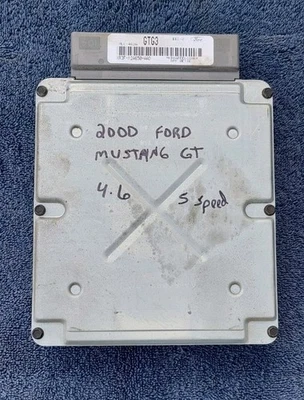 GTG3
2000 FORD
MUSTANG GT
4.6 5 speed